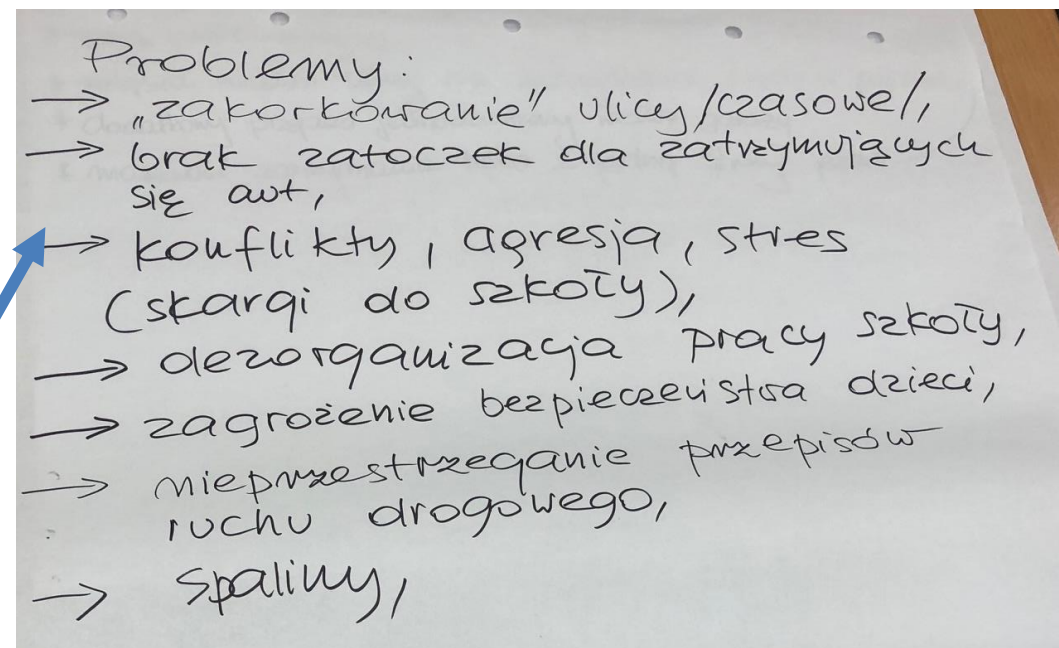 Problemy:
→ „zakorkowanie" ulicy /czasowe/,
→ brak zatoczek dla zatrzymujących
się aut,
→ konflikty, agresja, stres
(skargi do szkoły),
→ dezorganizacja pracy szkoły,
→ zagrożenie bezpieczeństwa dzieci,
→ nieprzestrzeganie przepisów
ruchu drogowego,
→ spaliny,